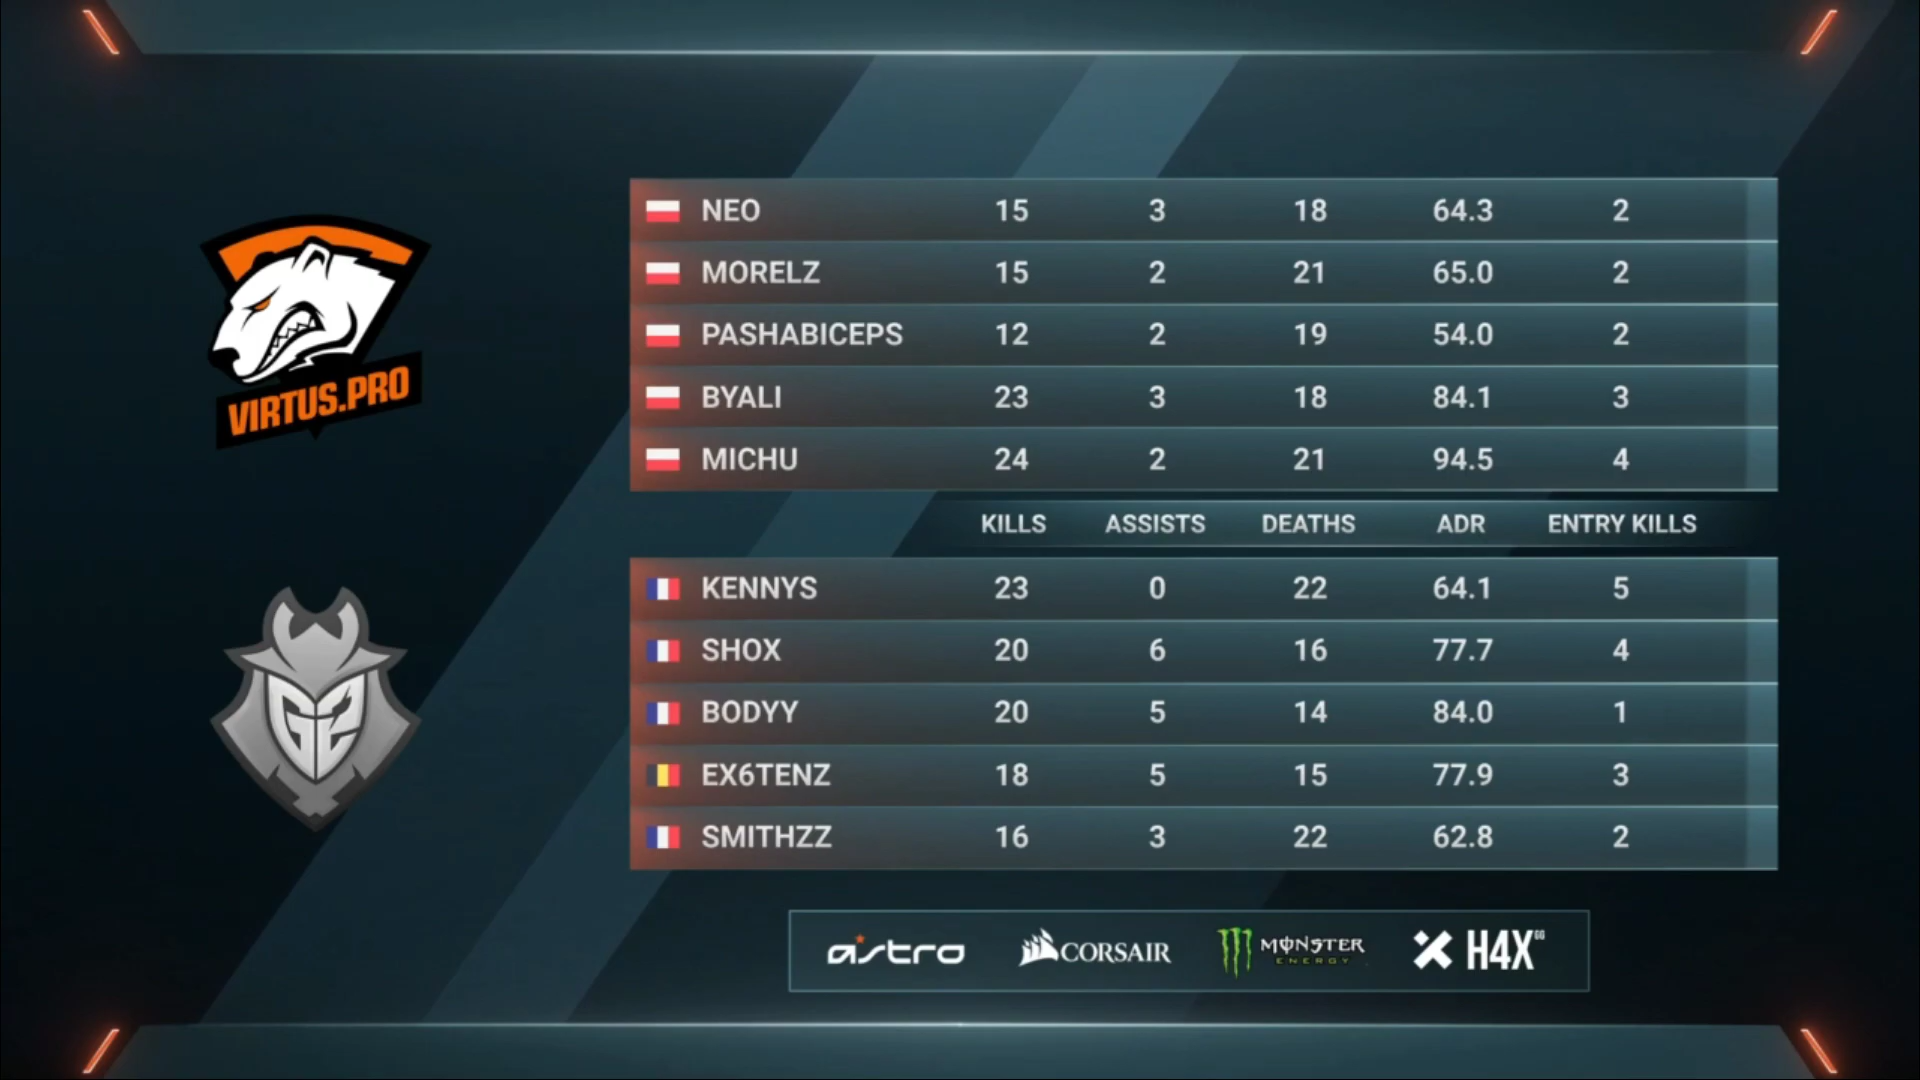 NEO 15 3 18 64.3 2
MORELZ 15 2 21 65.0 2
PASHABICEPS 12 2 19 54.0 2
BYALI 23 3 18 84.1 3
MICHU 24 2 21 94.5 4
VIRTUS.PRO
KILLS ASSISTS DEATHS ADR ENTRY KILLS
KENNYS 23 0 22 64.1 5
SHOX 20 6 16 77.7 4
BODYY 20 5 14 84.0 1
EX6TENZ 18 5 15 77.9 3
SMITHZZ 16 3 22 62.8 2
G2
astro CORSAIR MONSTER ENERGY H4X GG